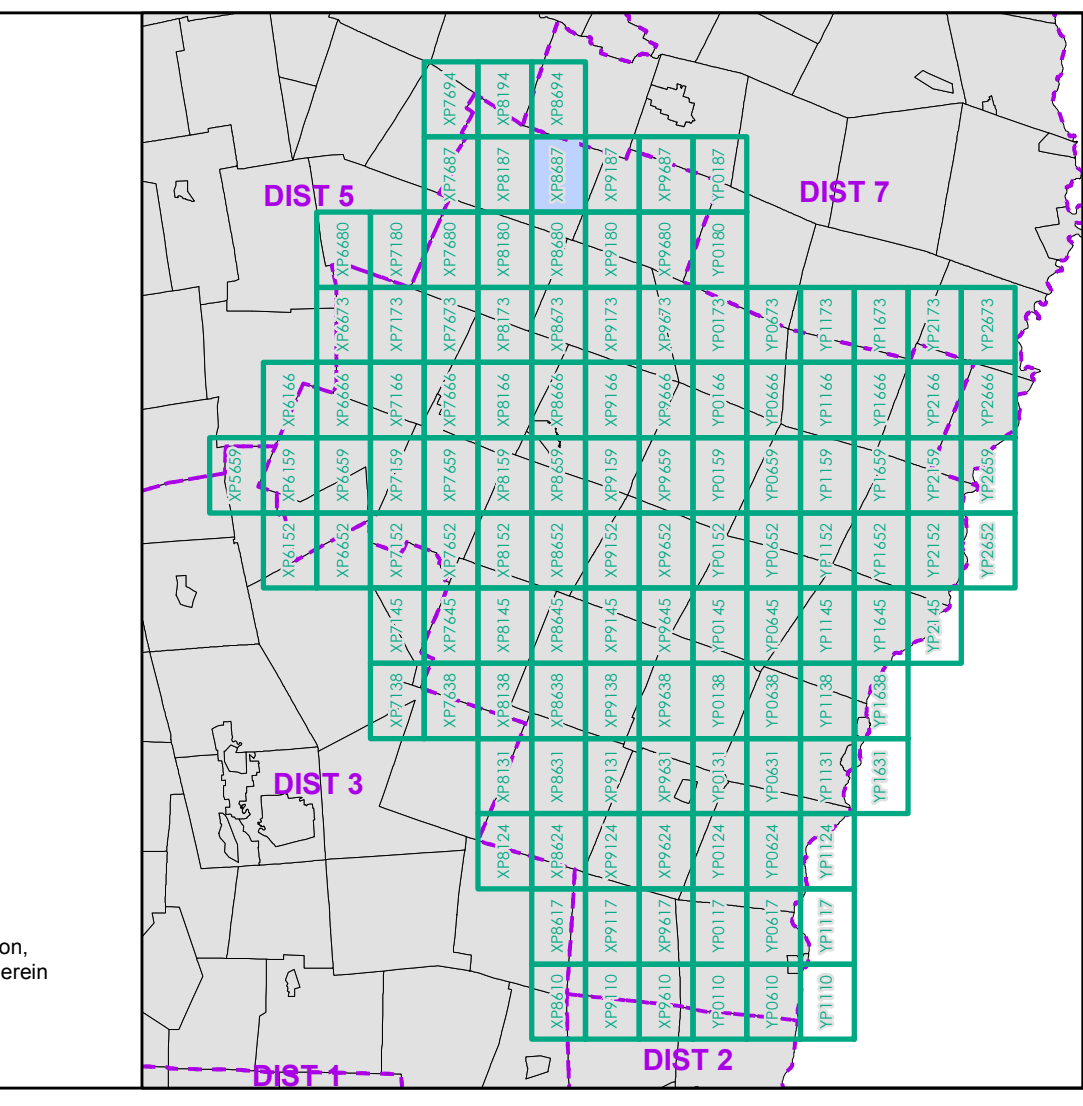 XP7694 XP8194 XP8694
XP7687 XP8187 XP8687 XP9187 XP9687 YP0187
DIST 5
DIST 7
XP6680 XP7180 XP7680 XP8180 XP8680 XP9180 XP9680 YP0180
XP6673 XP7173 XP7673 XP8173 XP8673 XP9173 XP9673 YP0173 YP0673 YP1173 YP1673 YP2173 YP2673
XP6166 XP6666 XP7166 XP7666 XP8166 XP8666 XP9166 XP9666 YP0166 YP0666 YP1166 YP1666 YP2166 YP2666
XP5659 XP6159 XP6659 XP7159 XP7659 XP8159 XP8659 XP9159 XP9659 YP0159 YP0659 YP1159 YP1659 YP2159 YP2659
XP6152 XP6652 XP7152 XP7652 XP8152 XP8652 XP9152 XP9652 YP0152 YP0652 YP1152 YP1652 YP2152 YP2652
XP7145 XP7645 XP8145 XP8645 XP9145 XP9645 YP0145 YP0645 YP1145 YP1645 YP2145
XP7138 XP7638 XP8138 XP8638 XP9138 XP9638 YP0138 YP0638 YP1138 YP1638
XP8131 XP8631 XP9131 XP9631 YP0131 YP0631 YP1131 YP1631
DIST 3
XP8124 XP8624 XP9124 XP9624 YP0124 YP0624 YP1124
XP8617 XP9117 XP9617 YP0117 YP0617 YP1117
on,
erein
XP8610 XP9110 XP9610 YP0110 YP0610 YP1110
DIST 2
DIST 1